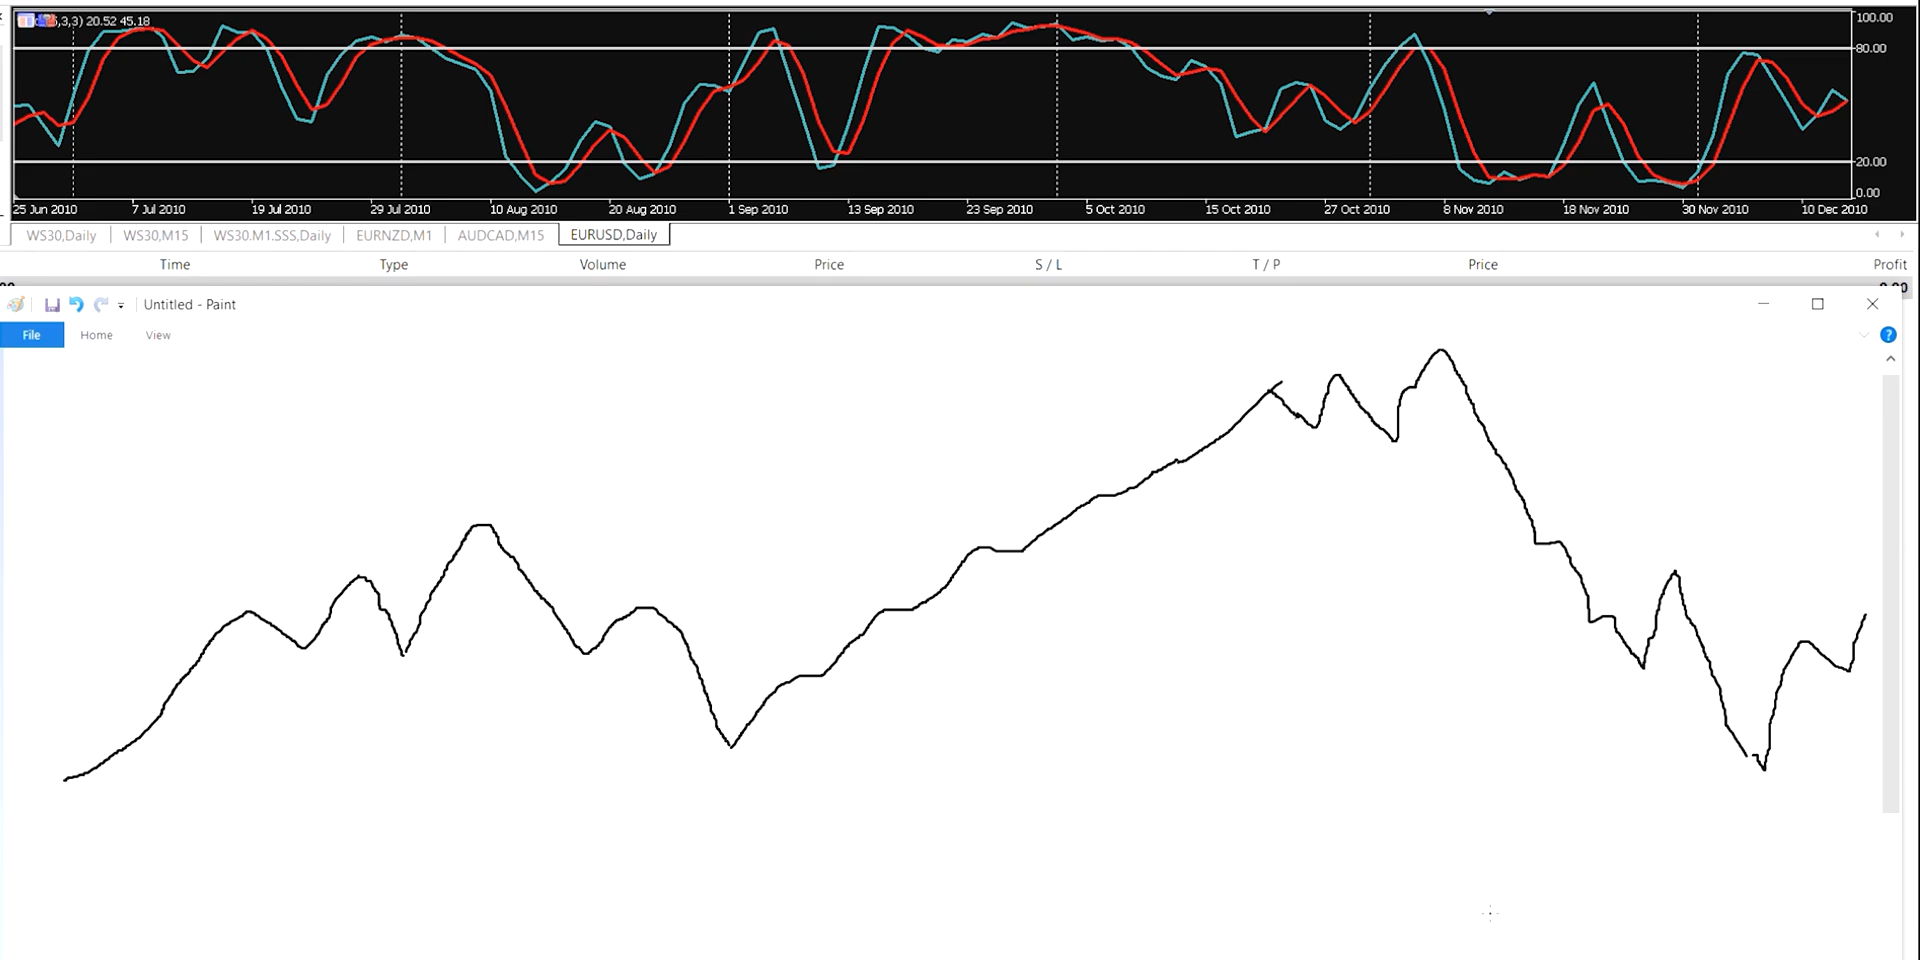 ,3,3) 20.52 45.18
100.00
80.00
20.00
0.00
25 Jun 2010 7 Jul 2010 19 Jul 2010 29 Jul 2010 10 Aug 2010 20 Aug 2010 1 Sep 2010 13 Sep 2010 23 Sep 2010 5 Oct 2010 15 Oct 2010 27 Oct 2010 8 Nov 2010 18 Nov 2010 30 Nov 2010 10 Dec 2010
WS30,Daily WS30,M15 WS30.M1.SSS,Daily EURNZD,M1 AUDCAD,M15 EURUSD,Daily
Time Type Volume Price S / L T / P Price Profit
Untitled - Paint
File Home View ?